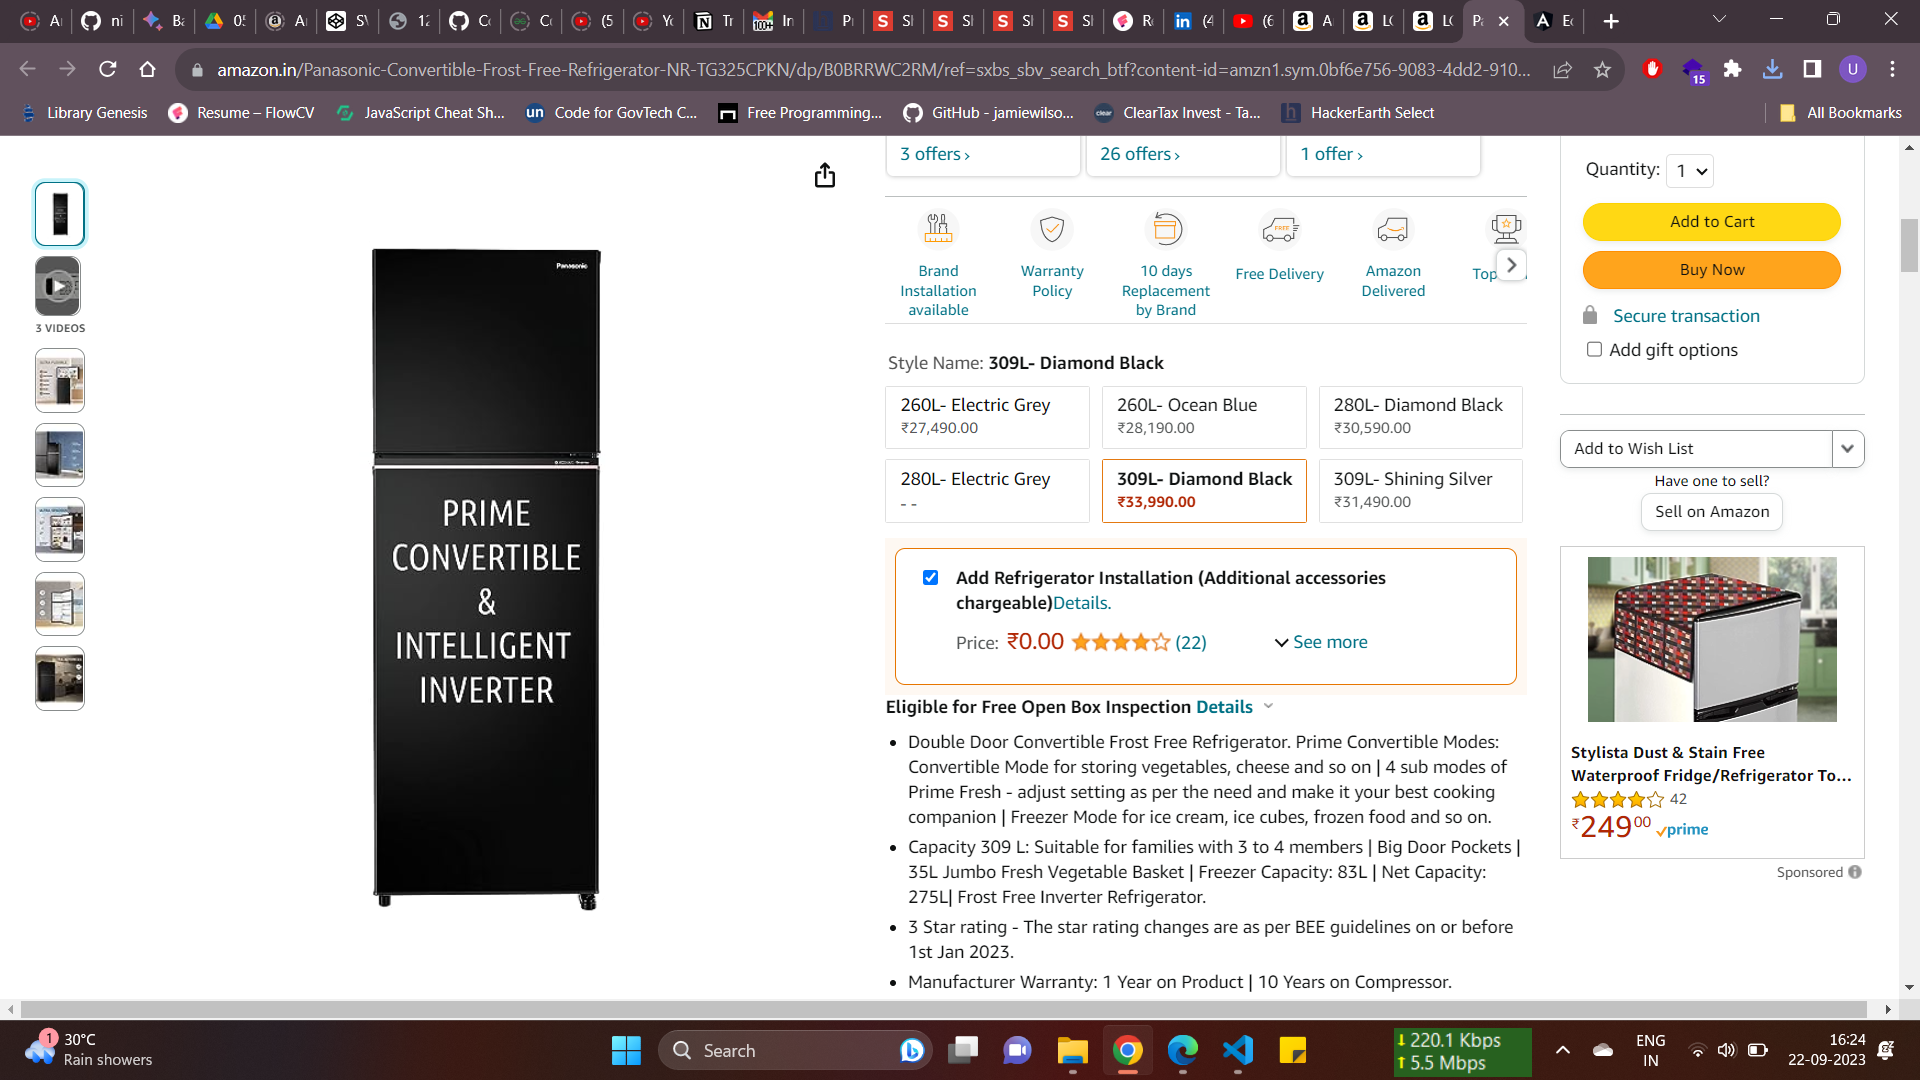 amazon.in/Panasonic-Convertible-Frost-Free-Refrigerator-NR-TG325CPKN/dp/B0BRRWC2RM/ref=sxbs_sbv_search_btf?content-id=amzn1.sym.0bf6e756-9083-4dd2-910...
15
U
Library Genesis
Resume – FlowCV
JavaScript Cheat Sh...
un Code for GovTech C...
Free Programming...
GitHub - jamiewilso...
ClearTax Invest - Ta...
HackerEarth Select
All Bookmarks
3 VIDEOS
Panasonic
PRIME
CONVERTIBLE
&
INTELLIGENT
INVERTER
3 offers ›
26 offers ›
1 offer ›
Brand
Installation
available
Warranty
Policy
10 days
Replacement
by Brand
FREE
Free Delivery
Amazon
Delivered
Top
Style Name: 309L- Diamond Black
260L- Electric Grey
₹27,490.00
260L- Ocean Blue
₹28,190.00
280L- Diamond Black
₹30,590.00
280L- Electric Grey
- -
309L- Diamond Black
₹33,990.00
309L- Shining Silver
₹31,490.00
Add Refrigerator Installation (Additional accessories
chargeable)Details.
Price: ₹0.00 (22)
See more
Eligible for Free Open Box Inspection Details
• Double Door Convertible Frost Free Refrigerator. Prime Convertible Modes:
Convertible Mode for storing vegetables, cheese and so on | 4 sub modes of
Prime Fresh - adjust setting as per the need and make it your best cooking
companion | Freezer Mode for ice cream, ice cubes, frozen food and so on.
• Capacity 309 L: Suitable for families with 3 to 4 members | Big Door Pockets |
35L Jumbo Fresh Vegetable Basket | Freezer Capacity: 83L | Net Capacity:
275L| Frost Free Inverter Refrigerator.
• 3 Star rating - The star rating changes are as per BEE guidelines on or before
1st Jan 2023.
• Manufacturer Warranty: 1 Year on Product | 10 Years on Compressor.
Quantity: 1
Add to Cart
Buy Now
Secure transaction
Add gift options
Add to Wish List
Have one to sell?
Sell on Amazon
Stylista Dust & Stain Free
Waterproof Fridge/Refrigerator To...
42
₹249.00 prime
Sponsored
1
30°C
Rain showers
Search
220.1 Kbps
5.5 Mbps
ENG
IN
16:24
22-09-2023